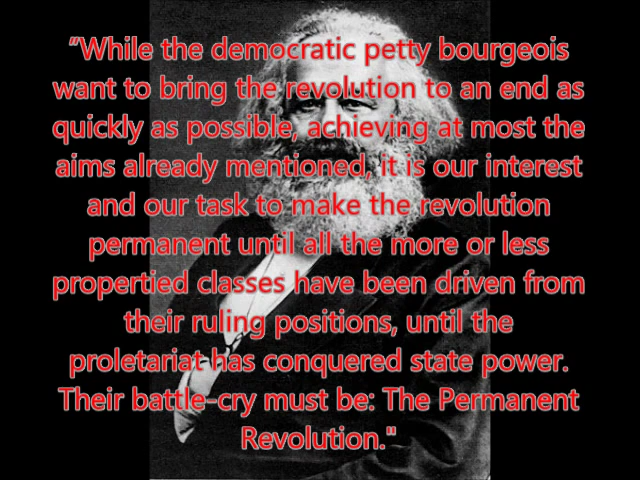 "While the democratic petty bourgeois
want to bring the revolution to an end as
quickly as possible, achieving at most the
aims already mentioned, it is our interest
and our task to make the revolution
permanent until all the more or less
propertied classes have been driven from
their ruling positions, until the
proletariat has conquered state power.
Their battle-cry must be: The Permanent
Revolution."